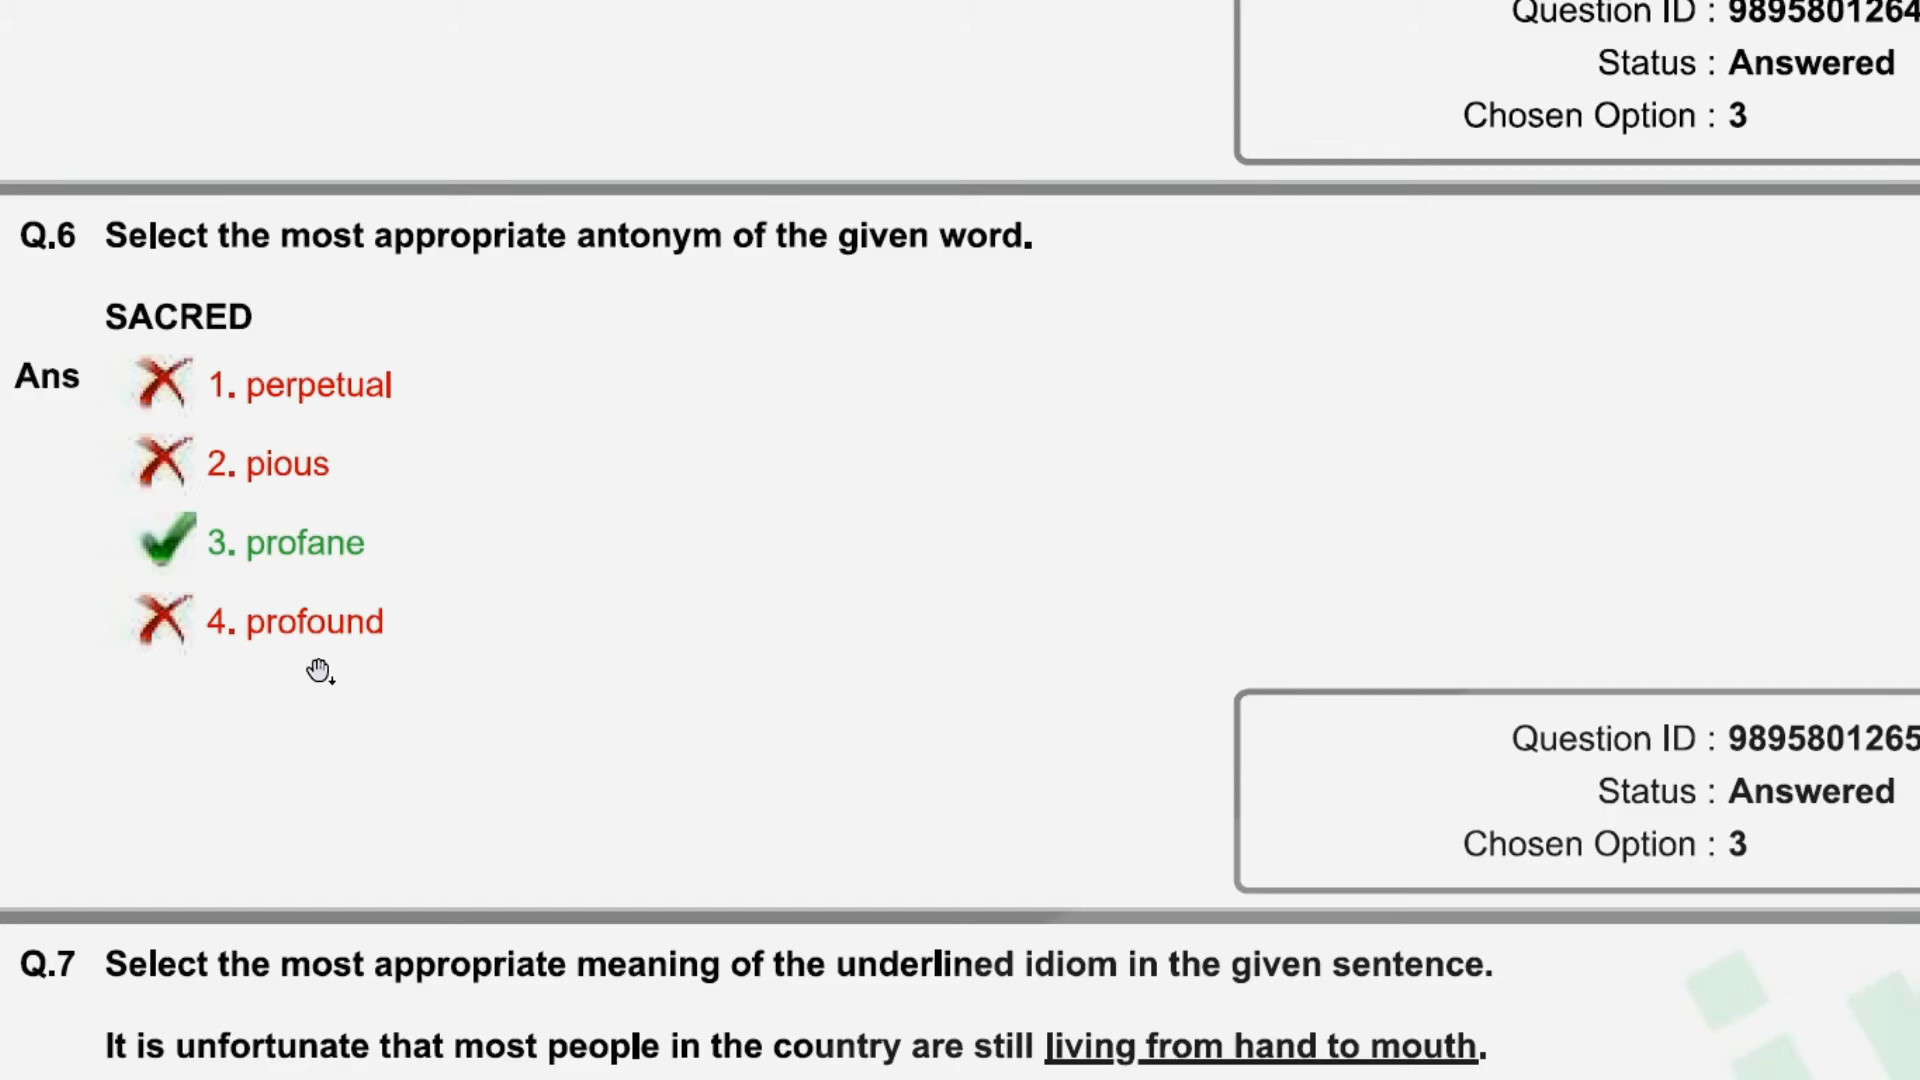 Question ID : 9895801264
Status : Answered
Chosen Option : 3
Q.6 Select the most appropriate antonym of the given word.
SACRED
Ans 1. perpetual
2. pious
3. profane
4. profound
Question ID : 9895801265
Status : Answered
Chosen Option : 3
Q.7 Select the most appropriate meaning of the underlined idiom in the given sentence.
It is unfortunate that most people in the country are still living from hand to mouth.